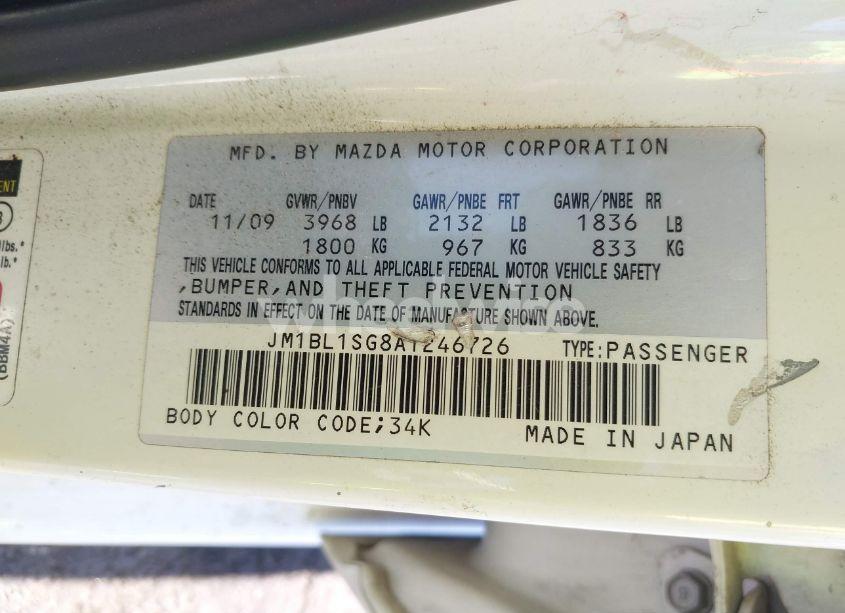 MFD. BY MAZDA MOTOR CORPORATION
DATE GVWR/PNBV GAWR/PNBE FRT GAWR/PNBE RR
11/09 3968 LB 2132 LB 1836 LB
1800 KG 967 KG 833 KG
THIS VEHICLE CONFORMS TO ALL APPLICABLE FEDERAL MOTOR VEHICLE SAFETY
,BUMPER,AND THEFT PREVENTION
STANDARDS IN EFFECT ON THE DATE OF MANUFACTURE SHOWN ABOVE.
JM1BL1SG8A1246726 TYPE:PASSENGER
BODY COLOR CODE;34K
MADE IN JAPAN
lbs.*
lb.*
(BBM4A)